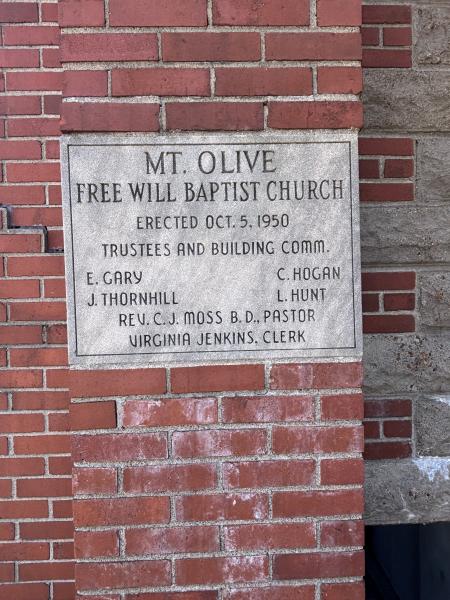 MT. OLIVE
FREE WILL BAPTIST CHURCH
ERECTED OCT. 5, 1950
TRUSTEES AND BUILDING COMM.
E. GARY C. HOGAN
J. THORNHILL L. HUNT
REV. C. J. MOSS B. D., PASTOR
VIRGINIA JENKINS, CLERK